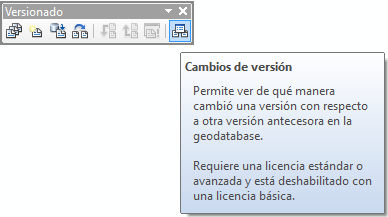 Versionado
Cambios de versión
Permite ver de qué manera
cambió una versión con respecto
a otra versión antecesora en la
geodatabase.
Requiere una licencia estándar o
avanzada y está deshabilitado con
una licencia básica.